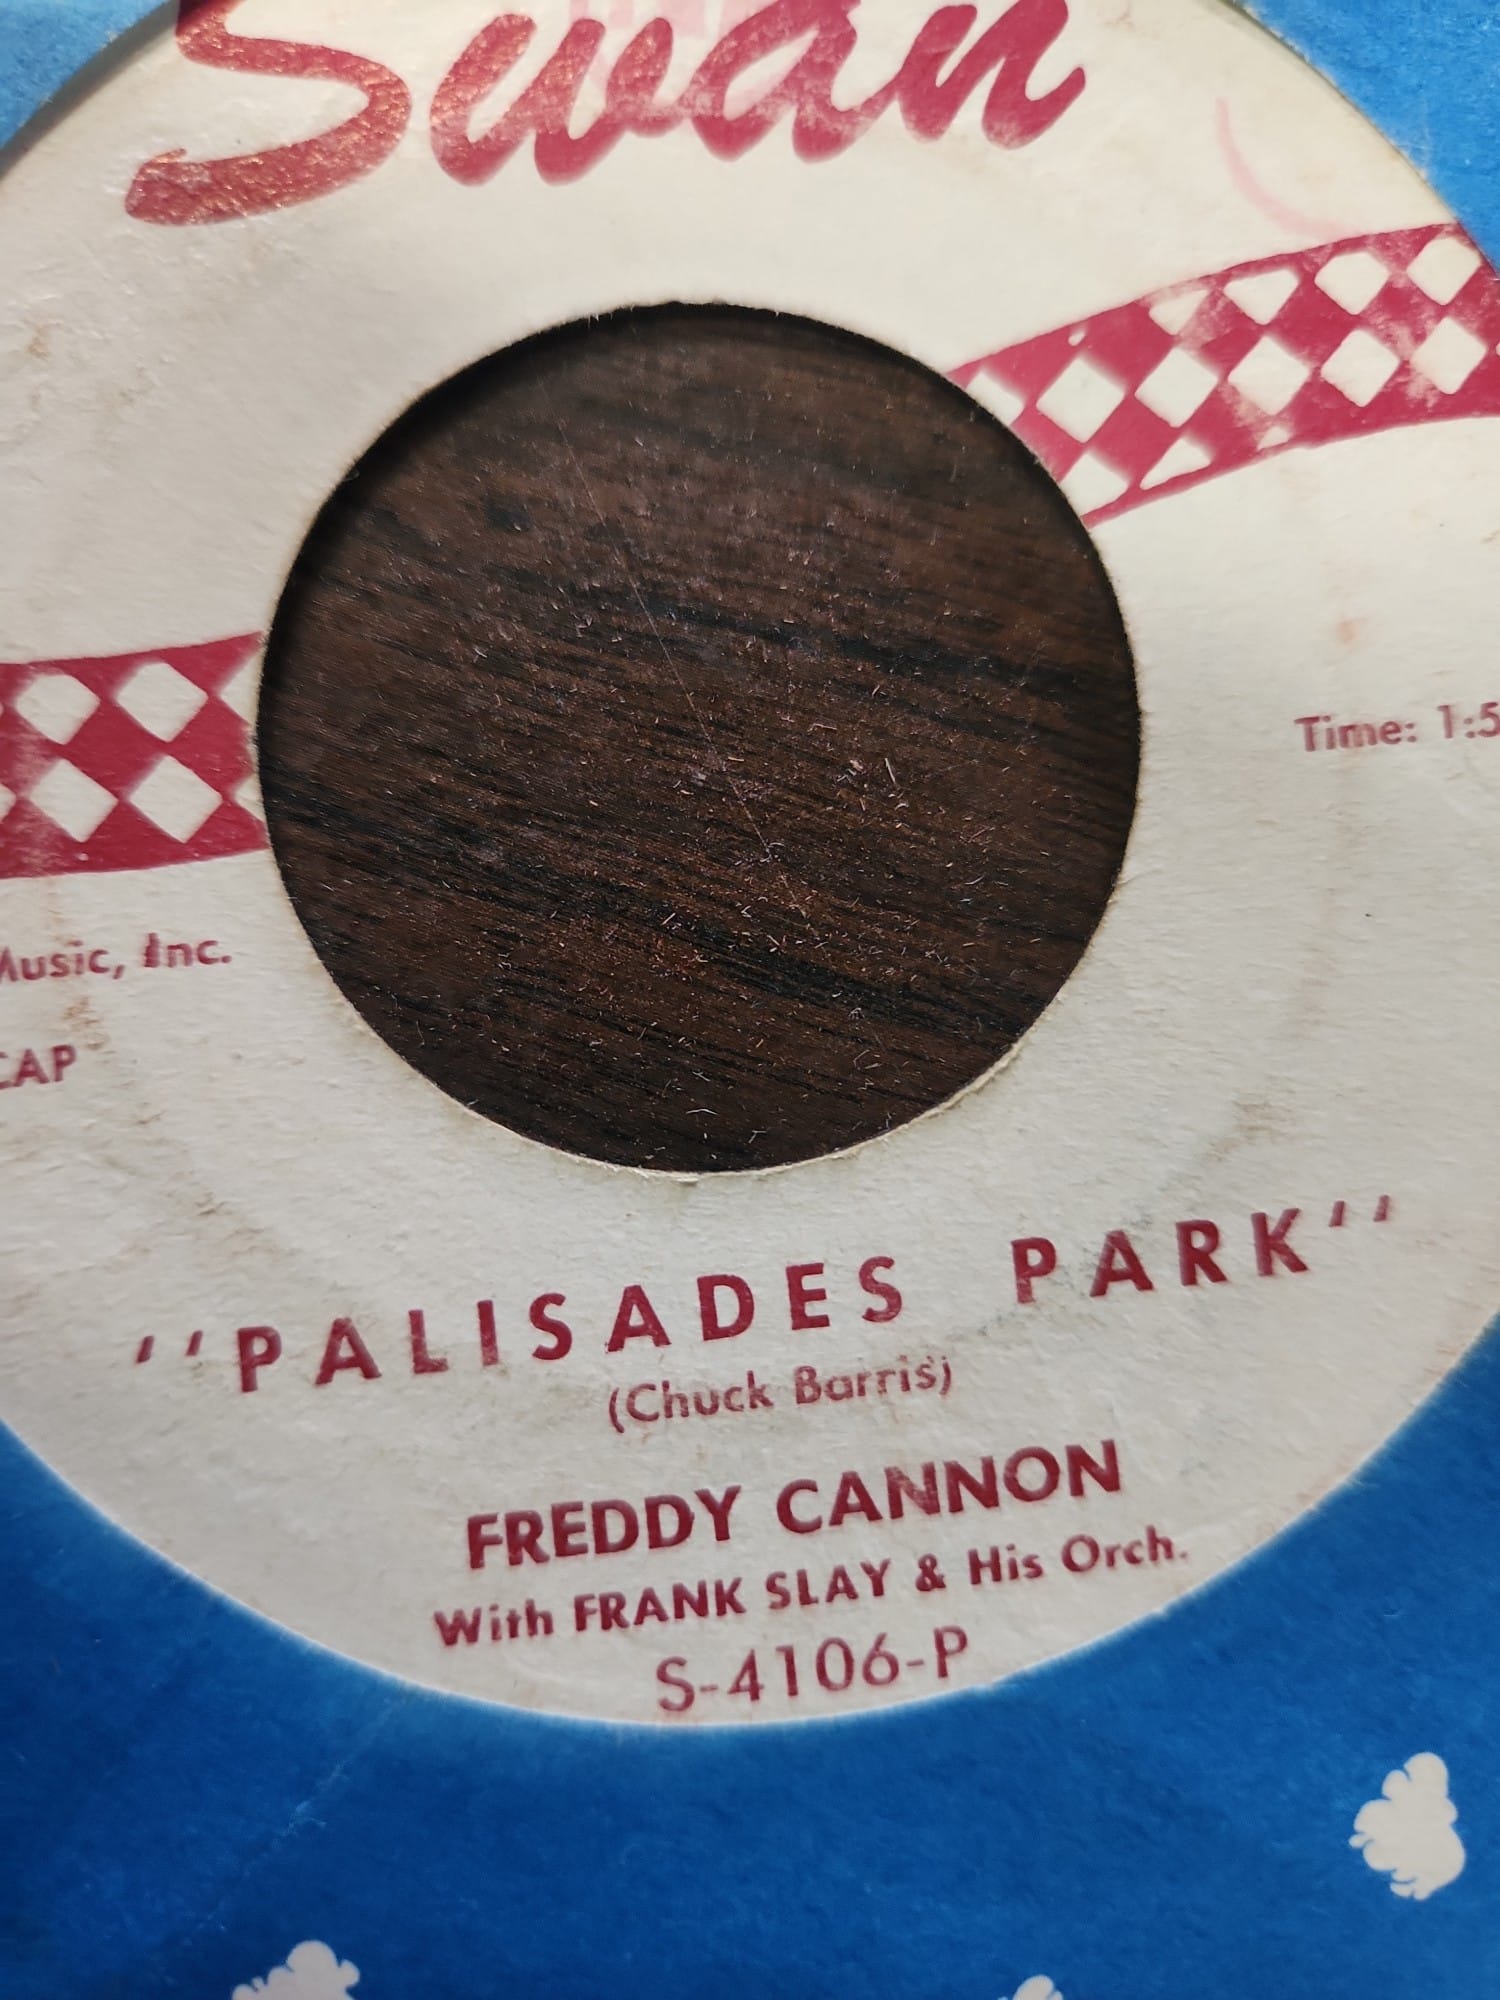 Swan
Time: 1:5
Music, Inc.
CAP
"PALISADES PARK"
(Chuck Barris)
FREDDY CANNON
With FRANK SLAY & His Orch.
S-4106-P